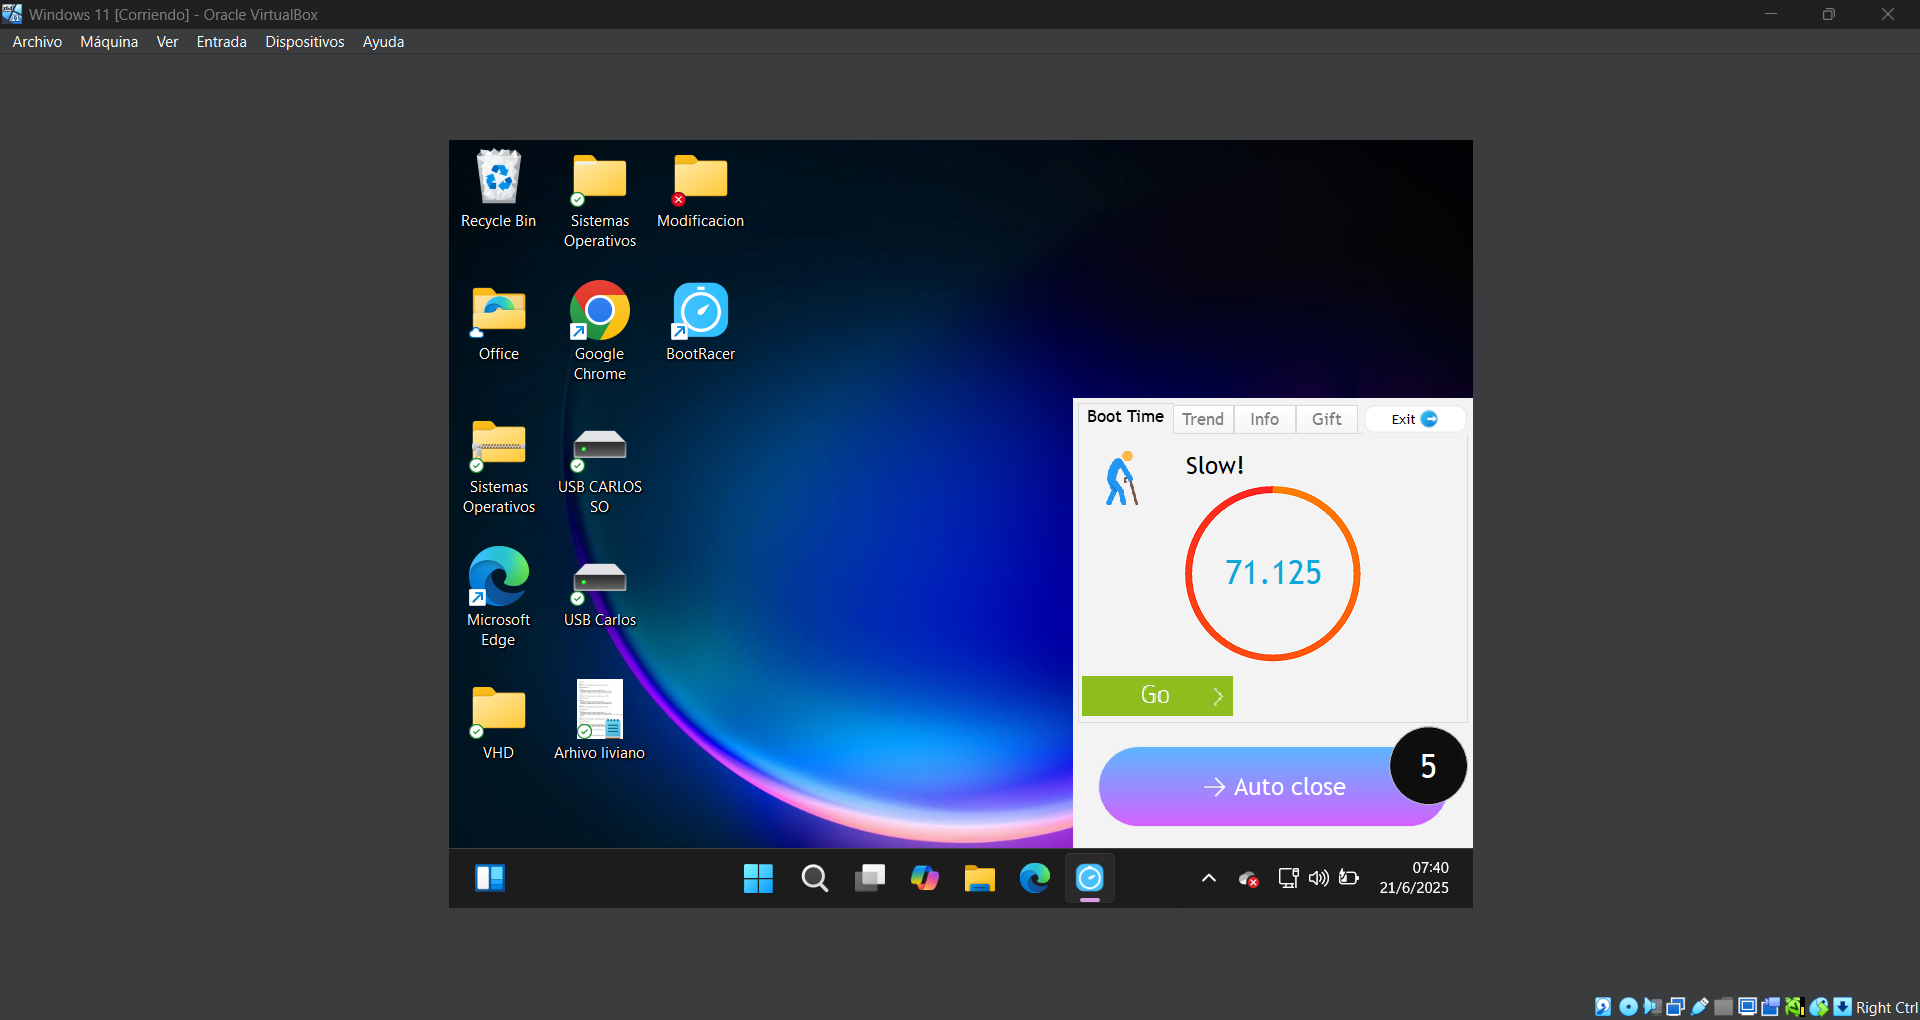 Windows 11 [Corriendo] - Oracle VirtualBox
Archivo Máquina Ver Entrada Dispositivos Ayuda
Recycle Bin
Sistemas
Operativos
Modificacion
Office
Google
Chrome
BootRacer
Sistemas
Operativos
USB CARLOS
SO
Microsoft
Edge
USB Carlos
VHD
Arhivo liviano
Boot Time Trend Info Gift Exit
Slow!
71.125
Go
→ Auto close
5
07:40
21/6/2025
Right Ctrl